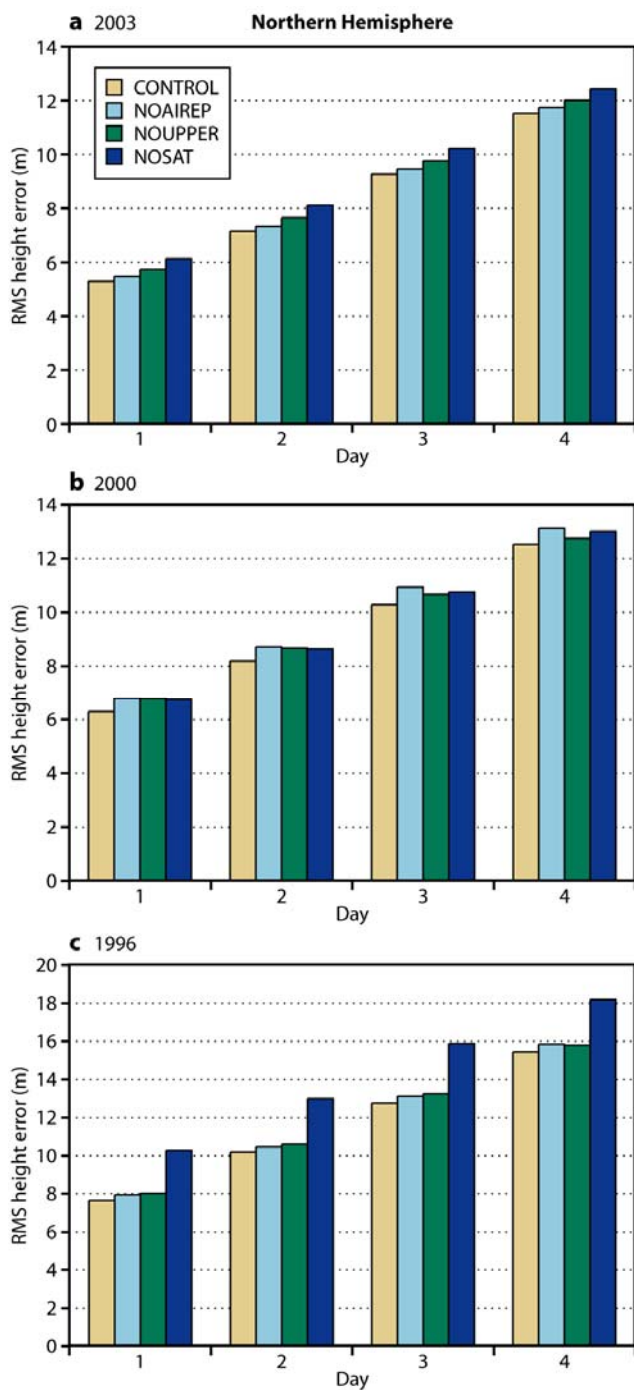 a 2003 Northern Hemisphere
14
12
10
8
6
4
2
0
RMS height error (m)
CONTROL
NOAIREP
NOUPPER
NOSAT
1 2 3 4
Day
b 2000
14
12
10
8
6
4
2
0
RMS height error (m)
1 2 3 4
Day
c 1996
20
18
16
14
12
10
8
6
4
2
0
RMS height error (m)
1 2 3 4
Day